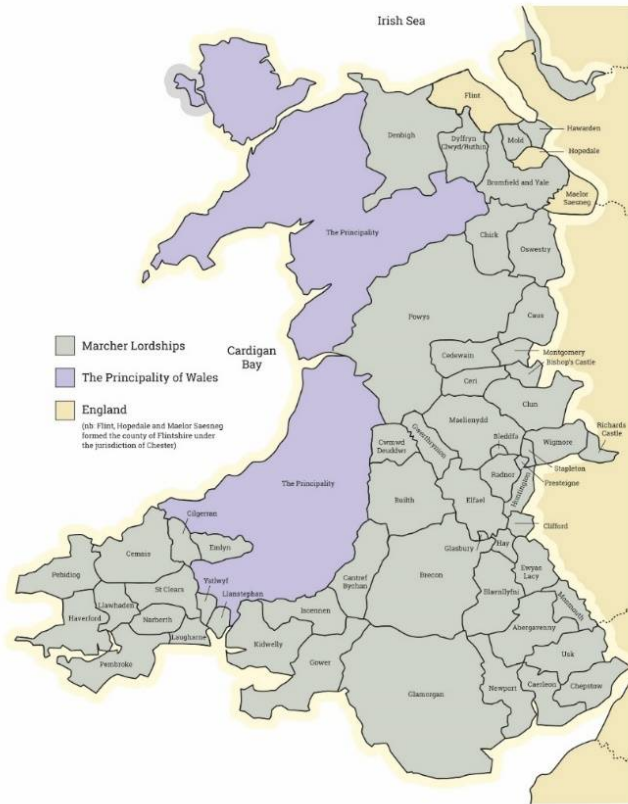 Irish Sea
Flint
Denbigh
Dyffryn
Clwyd/Ruthin
Mold
Hawarden
Hopedale
Bromfield and Yale
Maelor
Saesneg
The Principality
Chirk
Oswestry
Powys
Caus
Marcher Lordships
The Principality of Wales
England
(nb: Flint, Hopedale and Maelor Saesneg
formed the county of Flintshire under
the jurisdiction of Chester)
Cardigan
Bay
Cedewain
Montgomery
Bishop's Castle
Ceri
Clun
Maelienydd
Gwerthrynion
Cwmwd
Deuddwr
Bleddfa
Wigmore
Richards
Castle
Stapleton
Presteigne
Radnor
Huntington
The Principality
Builth
Elfael
Clifford
Cilgerran
Cemais
Emlyn
Glasbury
Hay
Ewyas
Lacy
Pebidiog
Ystlwyf
Llanstephan
Cantref
Bychan
Brecon
Blaenllyfni
Monmouth
St Clears
Llawhaden
Haverford
Narberth
Laugharne
Iscennen
Kidwelly
Abergavenny
Usk
Pembroke
Gower
Glamorgan
Newport
Caerleon
Chepstow